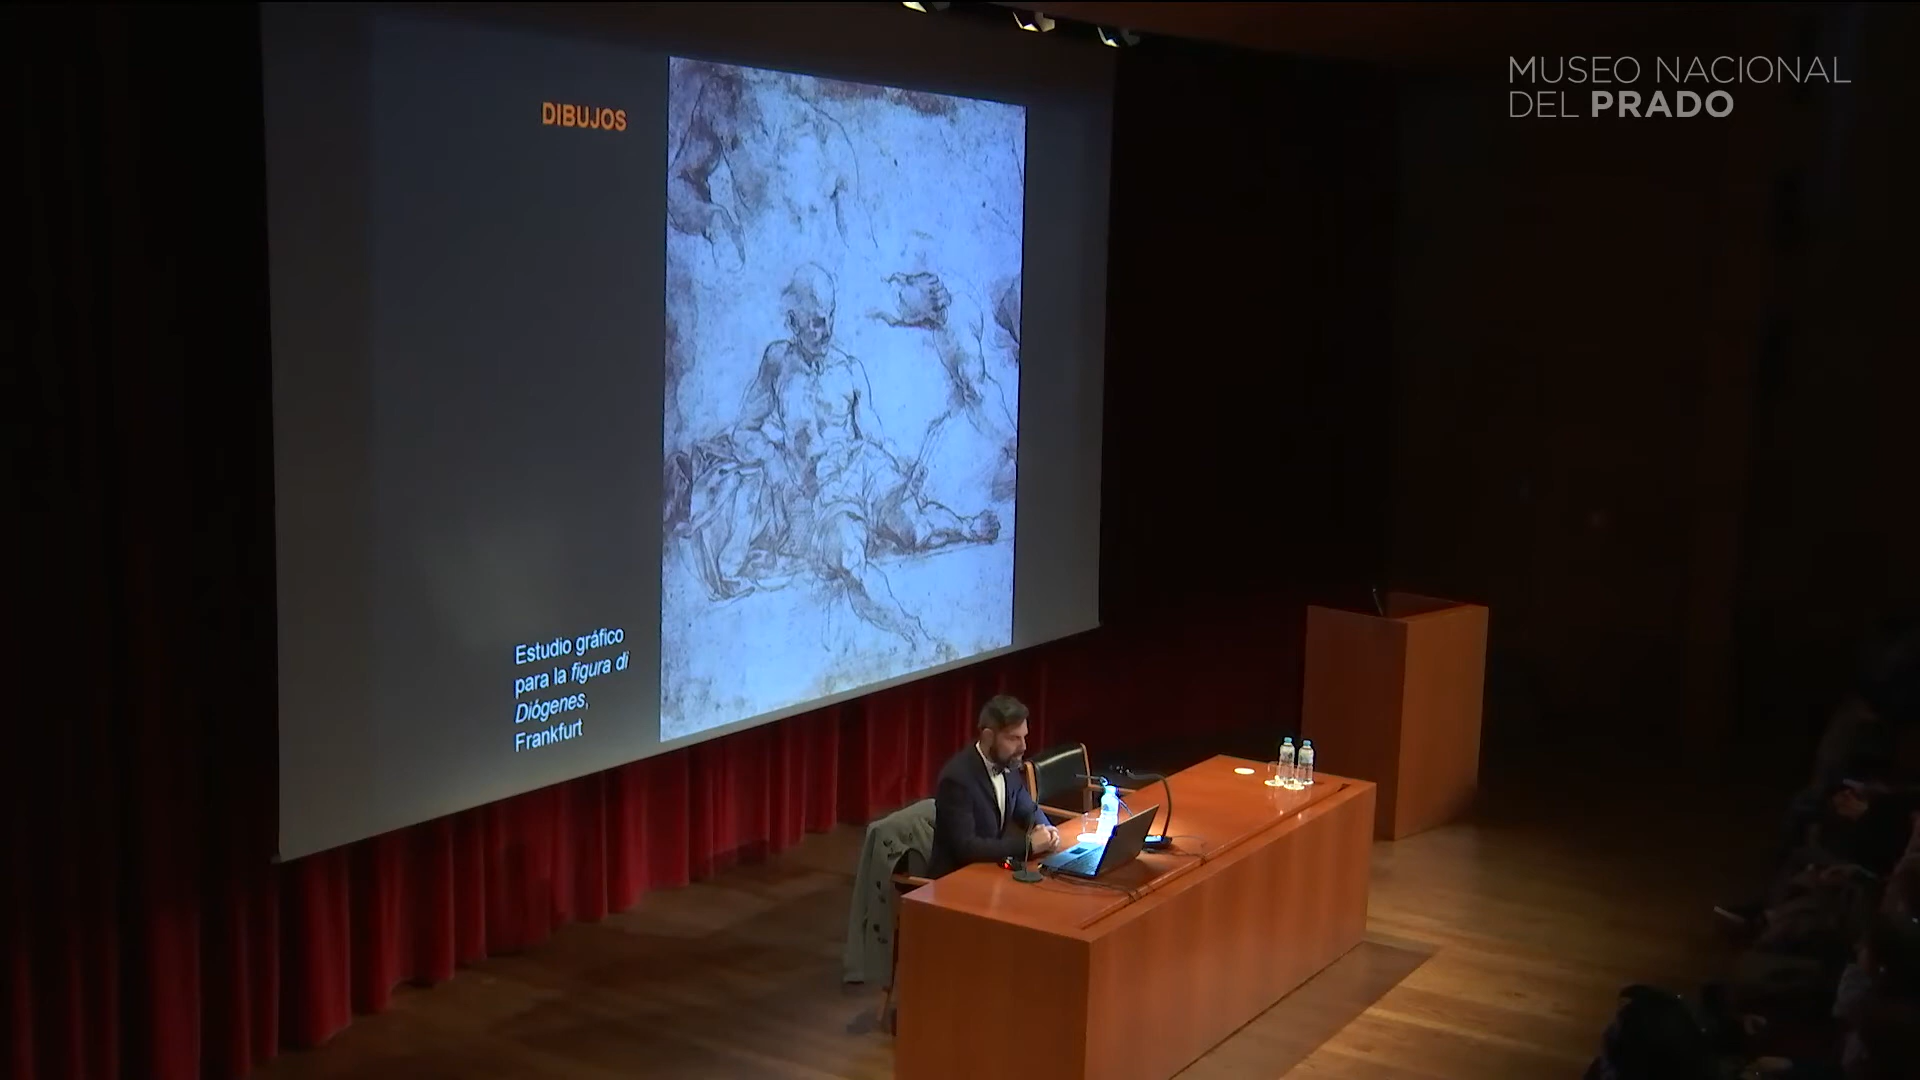 MUSEO NACIONAL
DEL PRADO
DIBUJOS
Estudio gráfico
para la figura di
Diógenes,
Frankfurt